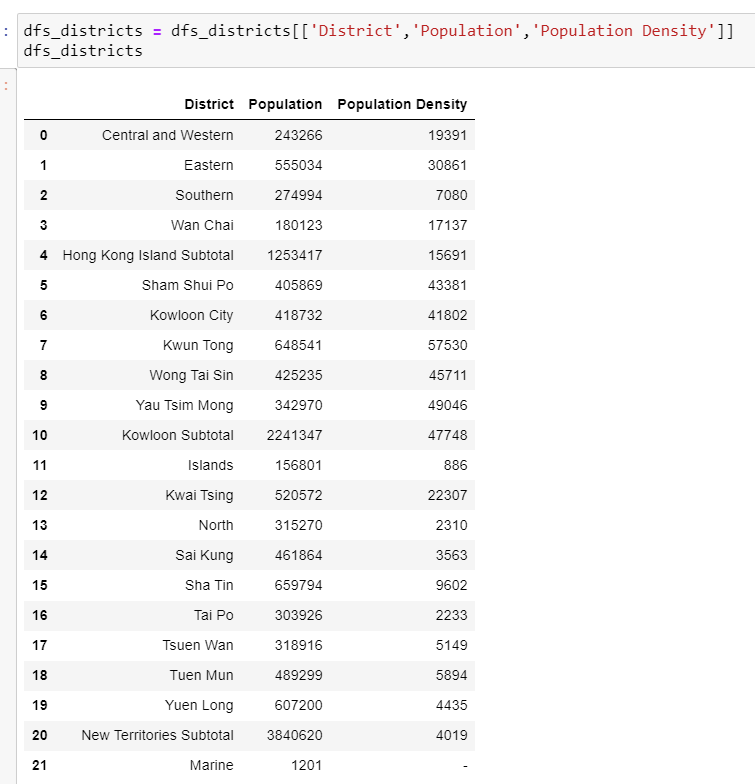 : dfs_districts = dfs_districts[['District','Population','Population Density']]
dfs_districts
:
District Population Population Density
0 Central and Western 243266 19391
1 Eastern 555034 30861
2 Southern 274994 7080
3 Wan Chai 180123 17137
4 Hong Kong Island Subtotal 1253417 15691
5 Sham Shui Po 405869 43381
6 Kowloon City 418732 41802
7 Kwun Tong 648541 57530
8 Wong Tai Sin 425235 45711
9 Yau Tsim Mong 342970 49046
10 Kowloon Subtotal 2241347 47748
11 Islands 156801 886
12 Kwai Tsing 520572 22307
13 North 315270 2310
14 Sai Kung 461864 3563
15 Sha Tin 659794 9602
16 Tai Po 303926 2233
17 Tsuen Wan 318916 5149
18 Tuen Mun 489299 5894
19 Yuen Long 607200 4435
20 New Territories Subtotal 3840620 4019
21 Marine 1201 -